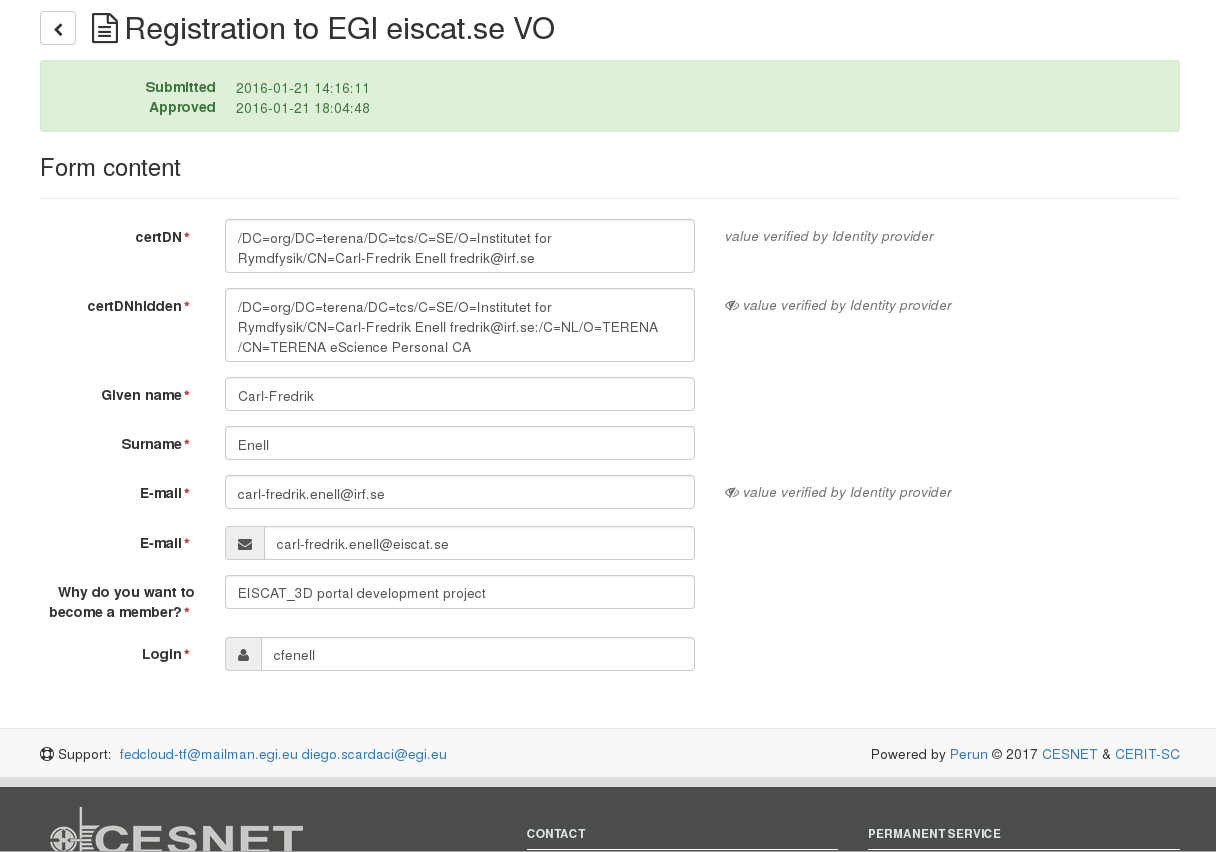 Registration to EGI eiscat.se VO
Submitted 2016-01-21 14:16:11
Approved 2016-01-21 18:04:48
Form content
certDN* /DC=org/DC=terena/DC=tcs/C=SE/O=Institutet for value verified by Identity provider
Rymdfysik/CN=Carl-Fredrik Enell fredrik@irf.se
certDNhidden* /DC=org/DC=terena/DC=tcs/C=SE/O=Institutet for value verified by Identity provider
Rymdfysik/CN=Carl-Fredrik Enell fredrik@irf.se:/C=NL/O=TERENA
/CN=TERENA eScience Personal CA
Given name* Carl-Fredrik
Surname* Enell
E-mail* carl-fredrik.enell@irf.se value verified by Identity provider
E-mail* carl-fredrik.enell@eiscat.se
Why do you want to EISCAT_3D portal development project
become a member?*
Login* cfenell
Support: fedcloud-tf@mailman.egi.eu diego.scardaci@egi.eu Powered by Perun © 2017 CESNET & CERIT-SC
CESNET CONTACT PERMANENT SERVICE